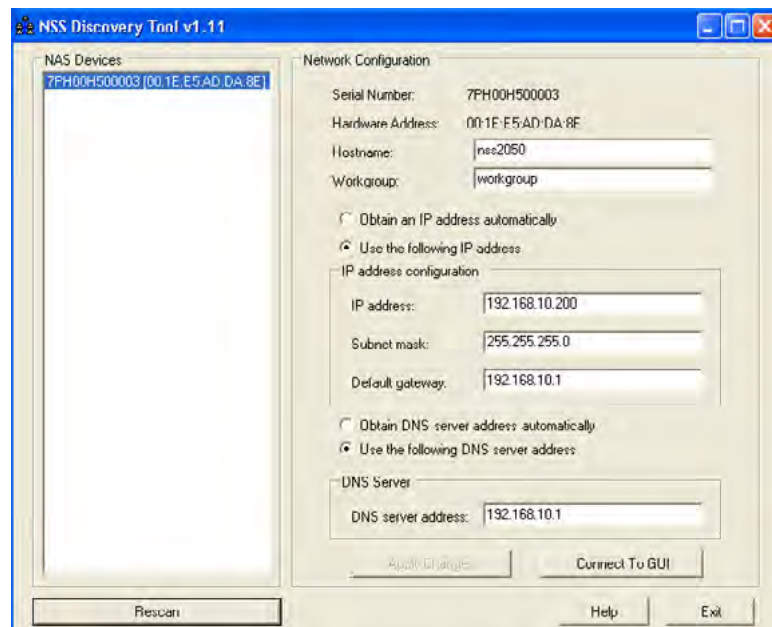 NSS Discovery Tool v1.11
NAS Devices
7PH00H500003 [00:1E:E5:AD:DA:8E]
Network Configuration
Serial Number: 7PH00H500003
Hardware Address: 00:1E:E5:AD:DA:8E
Hostname: nss2050
Workgroup: workgroup
Obtain an IP address automatically
Use the following IP address
IP address configuration
IP address: 192.168.10.200
Subnet mask: 255.255.255.0
Default gateway: 192.168.10.1
Obtain DNS server address automatically
Use the following DNS server address
DNS Server
DNS server address: 192.168.10.1
Apply Changes Connect To GUI
Rescan Help Exit